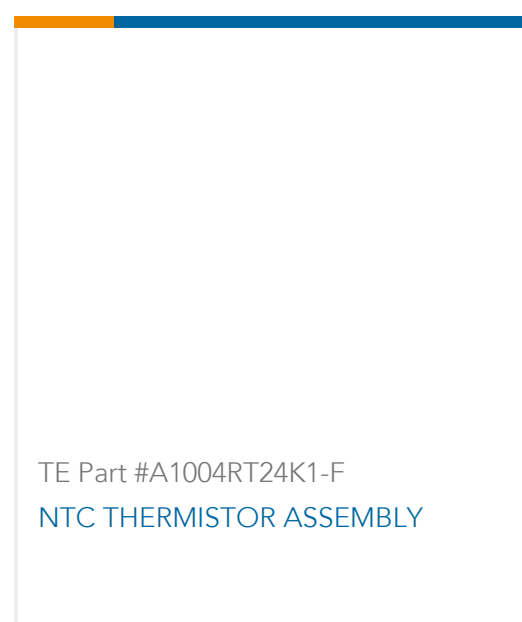 TE Part #A1004RT24K1-F
NTC THERMISTOR ASSEMBLY